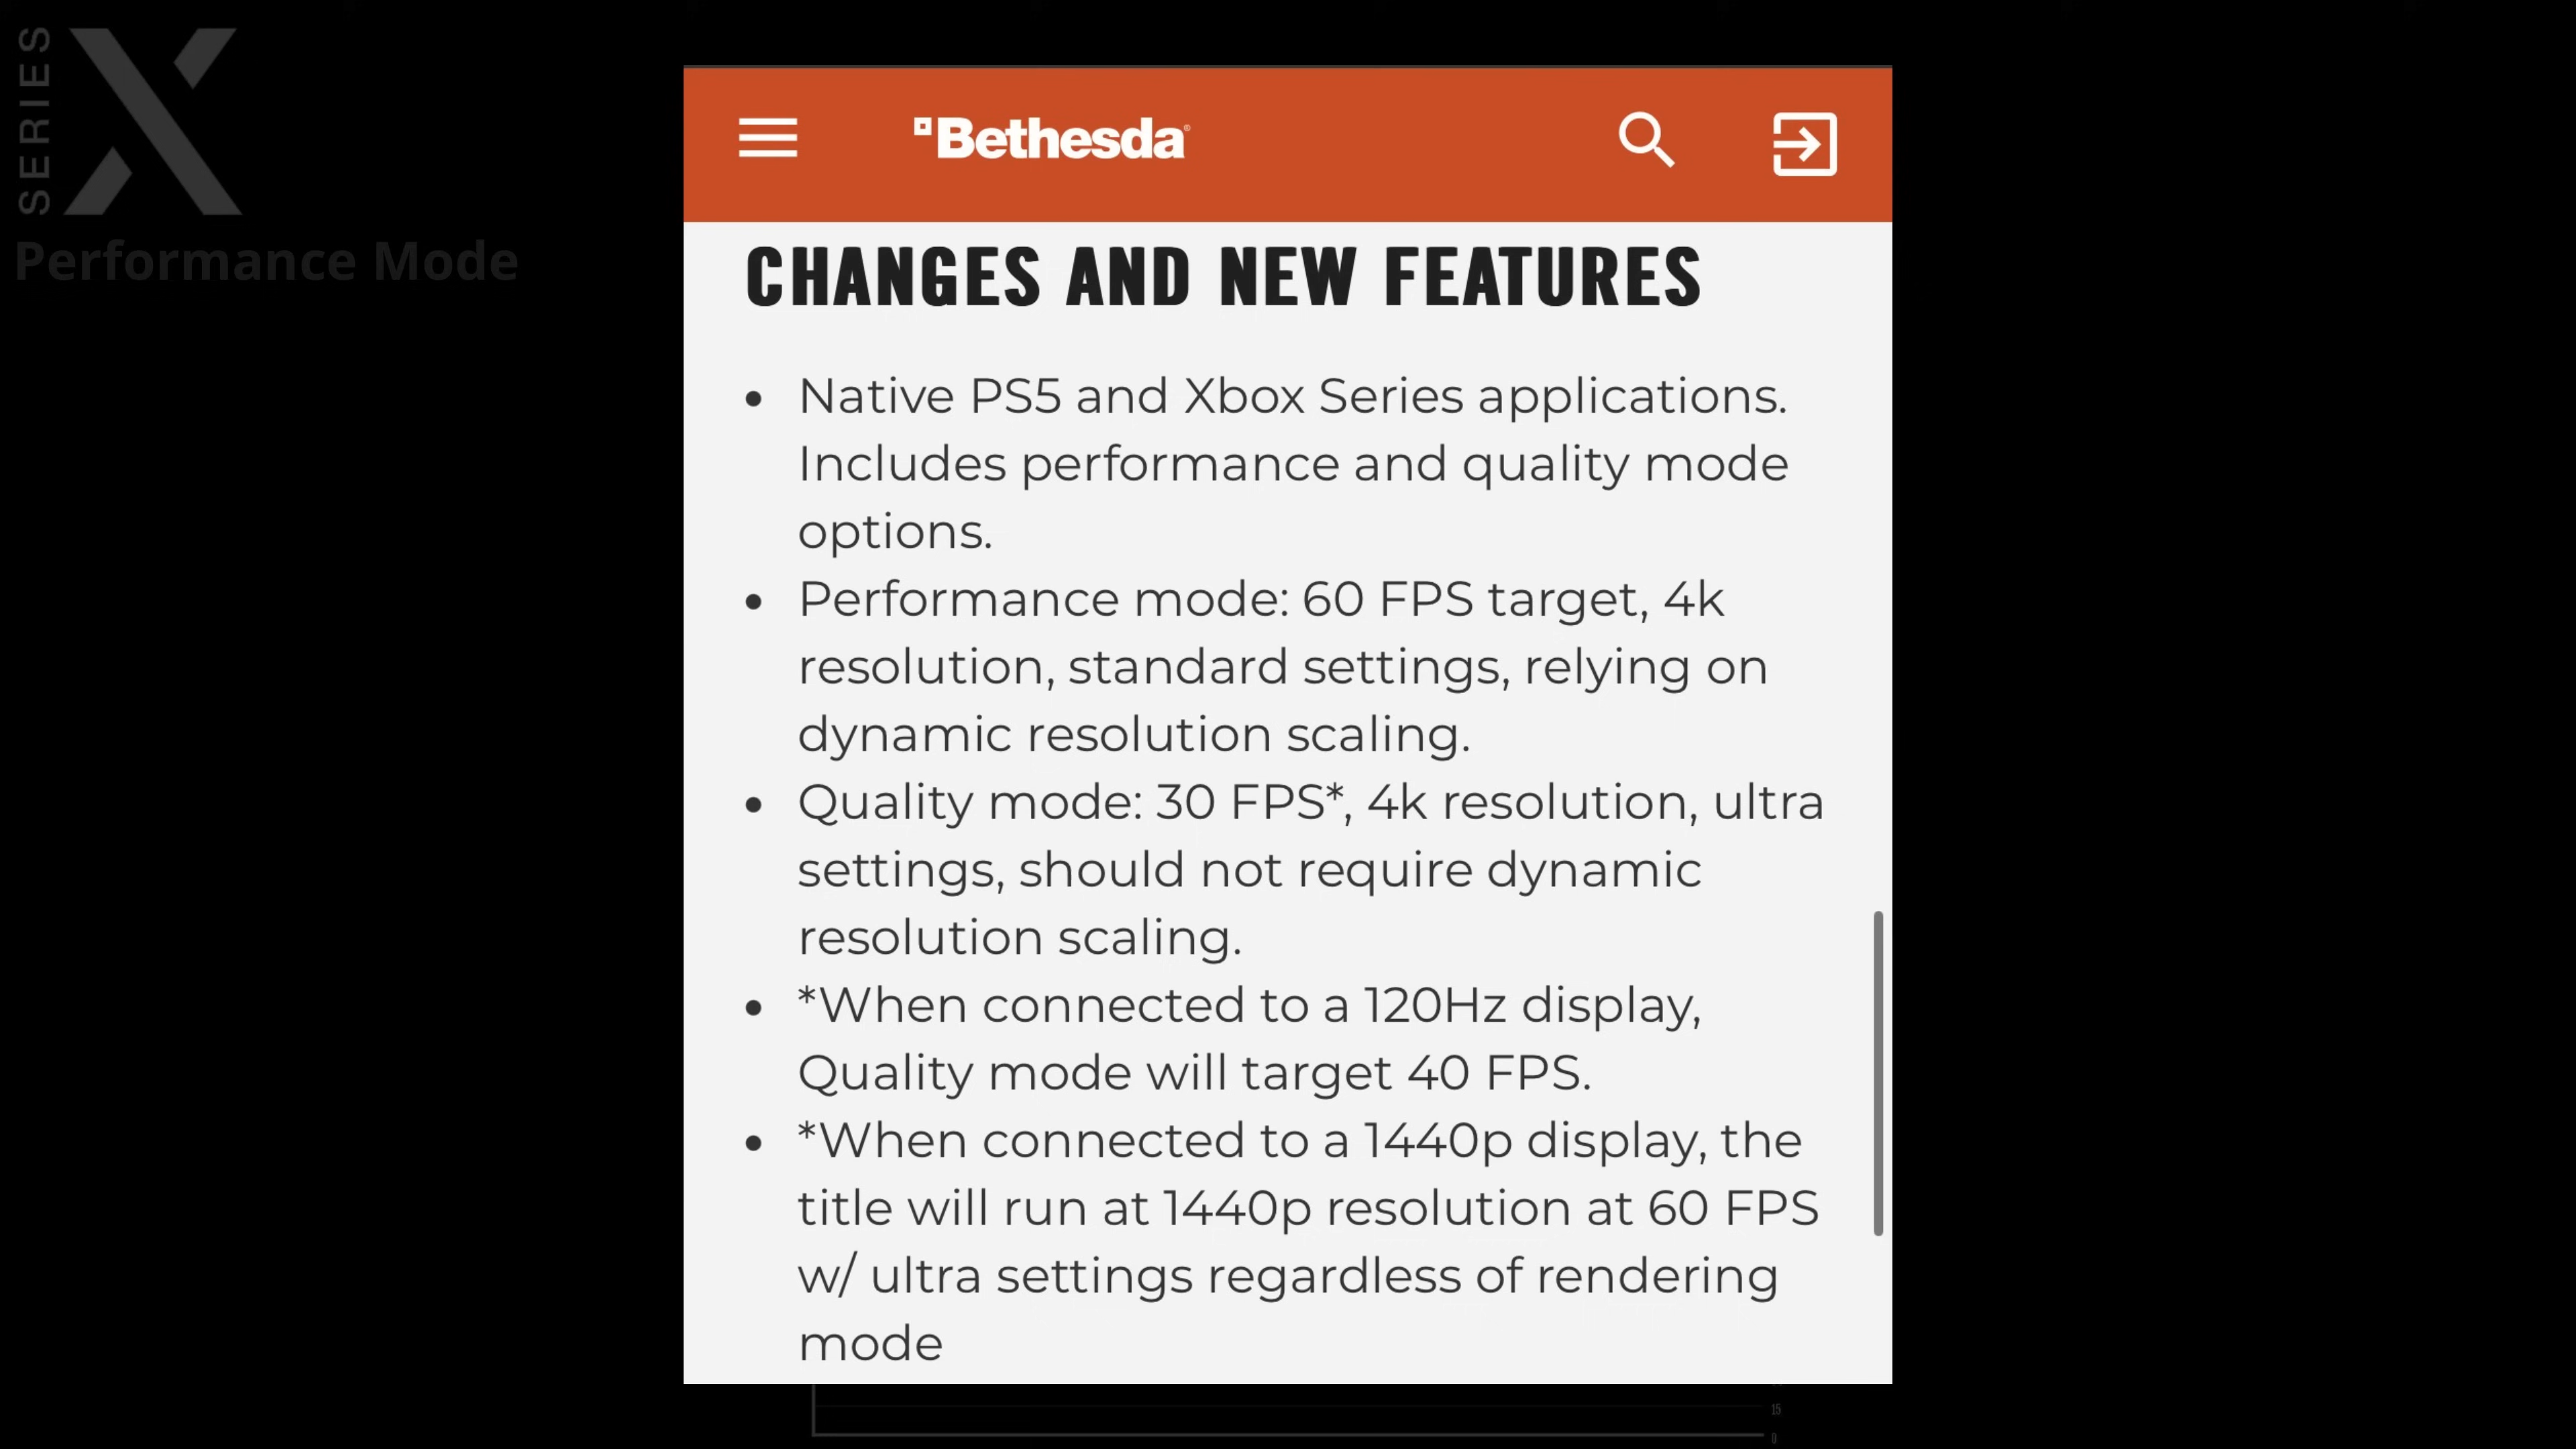 SERIES X
Performance Mode
Bethesda
CHANGES AND NEW FEATURES
• Native PS5 and Xbox Series applications.
Includes performance and quality mode
options.
• Performance mode: 60 FPS target, 4k
resolution, standard settings, relying on
dynamic resolution scaling.
• Quality mode: 30 FPS*, 4k resolution, ultra
settings, should not require dynamic
resolution scaling.
• *When connected to a 120Hz display,
Quality mode will target 40 FPS.
• *When connected to a 1440p display, the
title will run at 1440p resolution at 60 FPS
w/ ultra settings regardless of rendering
mode
15
0